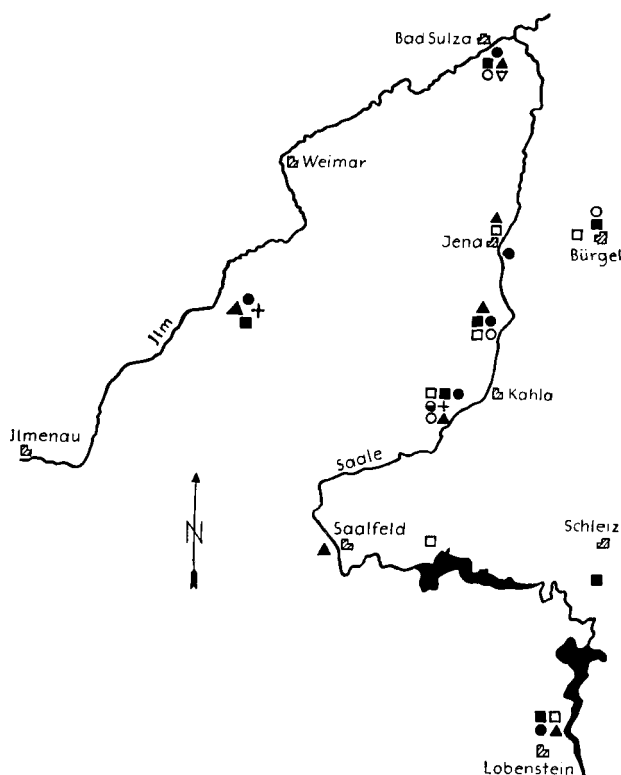 Bad Sulza
Weimar
Jena
Bürgel
Jlm
Kahla
Jlmenau
Saale
N
Saalfeld
Schleiz
Lobenstein